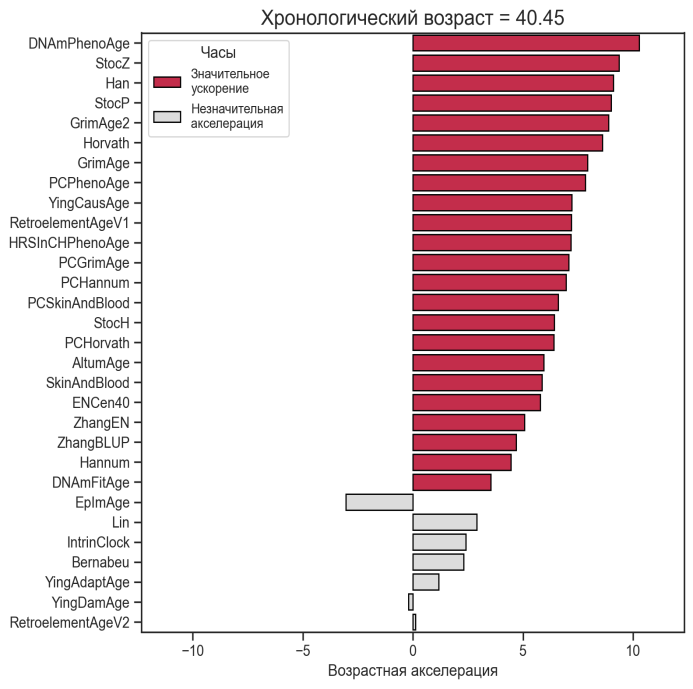 Хронологический возраст = 40.45
Часы
Значительное
ускорение
Незначительная
акселерация
DNAmPhenoAge
StocZ
Han
StocP
GrimAge2
Horvath
GrimAge
PCPhenoAge
YingCausAge
RetroelementAgeV1
HRSInCHPhenoAge
PCGrimAge
PCHannum
PCSkinAndBlood
StocH
PCHorvath
AltumAge
SkinAndBlood
ENCen40
ZhangEN
ZhangBLUP
Hannum
DNAmFitAge
EpImAge
Lin
IntrinClock
Bernabeu
YingAdaptAge
YingDamAge
RetroelementAgeV2
−10 −5 0 5 10
Возрастная акселерация